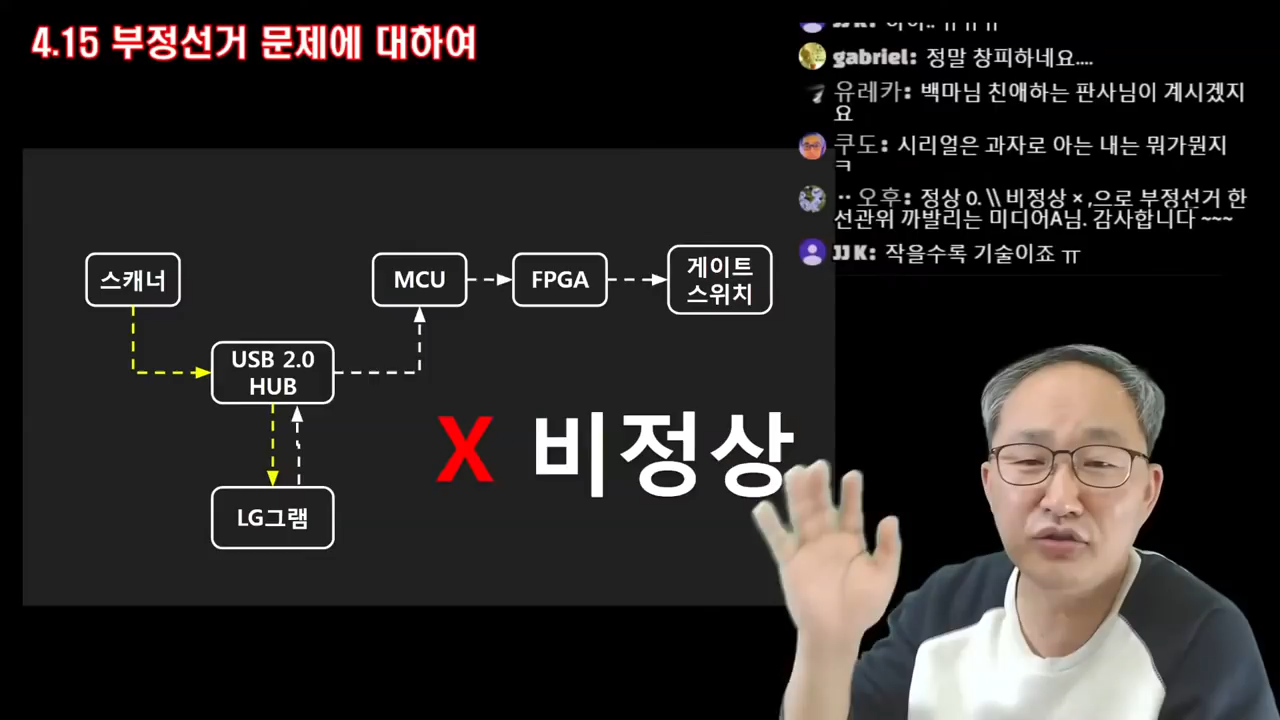 4.15 부정선거 문제에 대하여
gabriel: 정말 창피하네요....
유레카: 백마님 친애하는 판사님이 계시겠지
요
쿠도: 시리얼은 과자로 아는 내는 뭐가뭔지
ㅋ
¨오후: 정상 0. \\ 비정상 × ,으로 부정선거 한
선관위 까발리는 미디어A님. 감사합니다 ~~~
JJ K: 작을수록 기술이죠 ㅠ
스캐너
MCU
FPGA
게이트
스위치
USB 2.0
HUB
X 비정상
LG그램